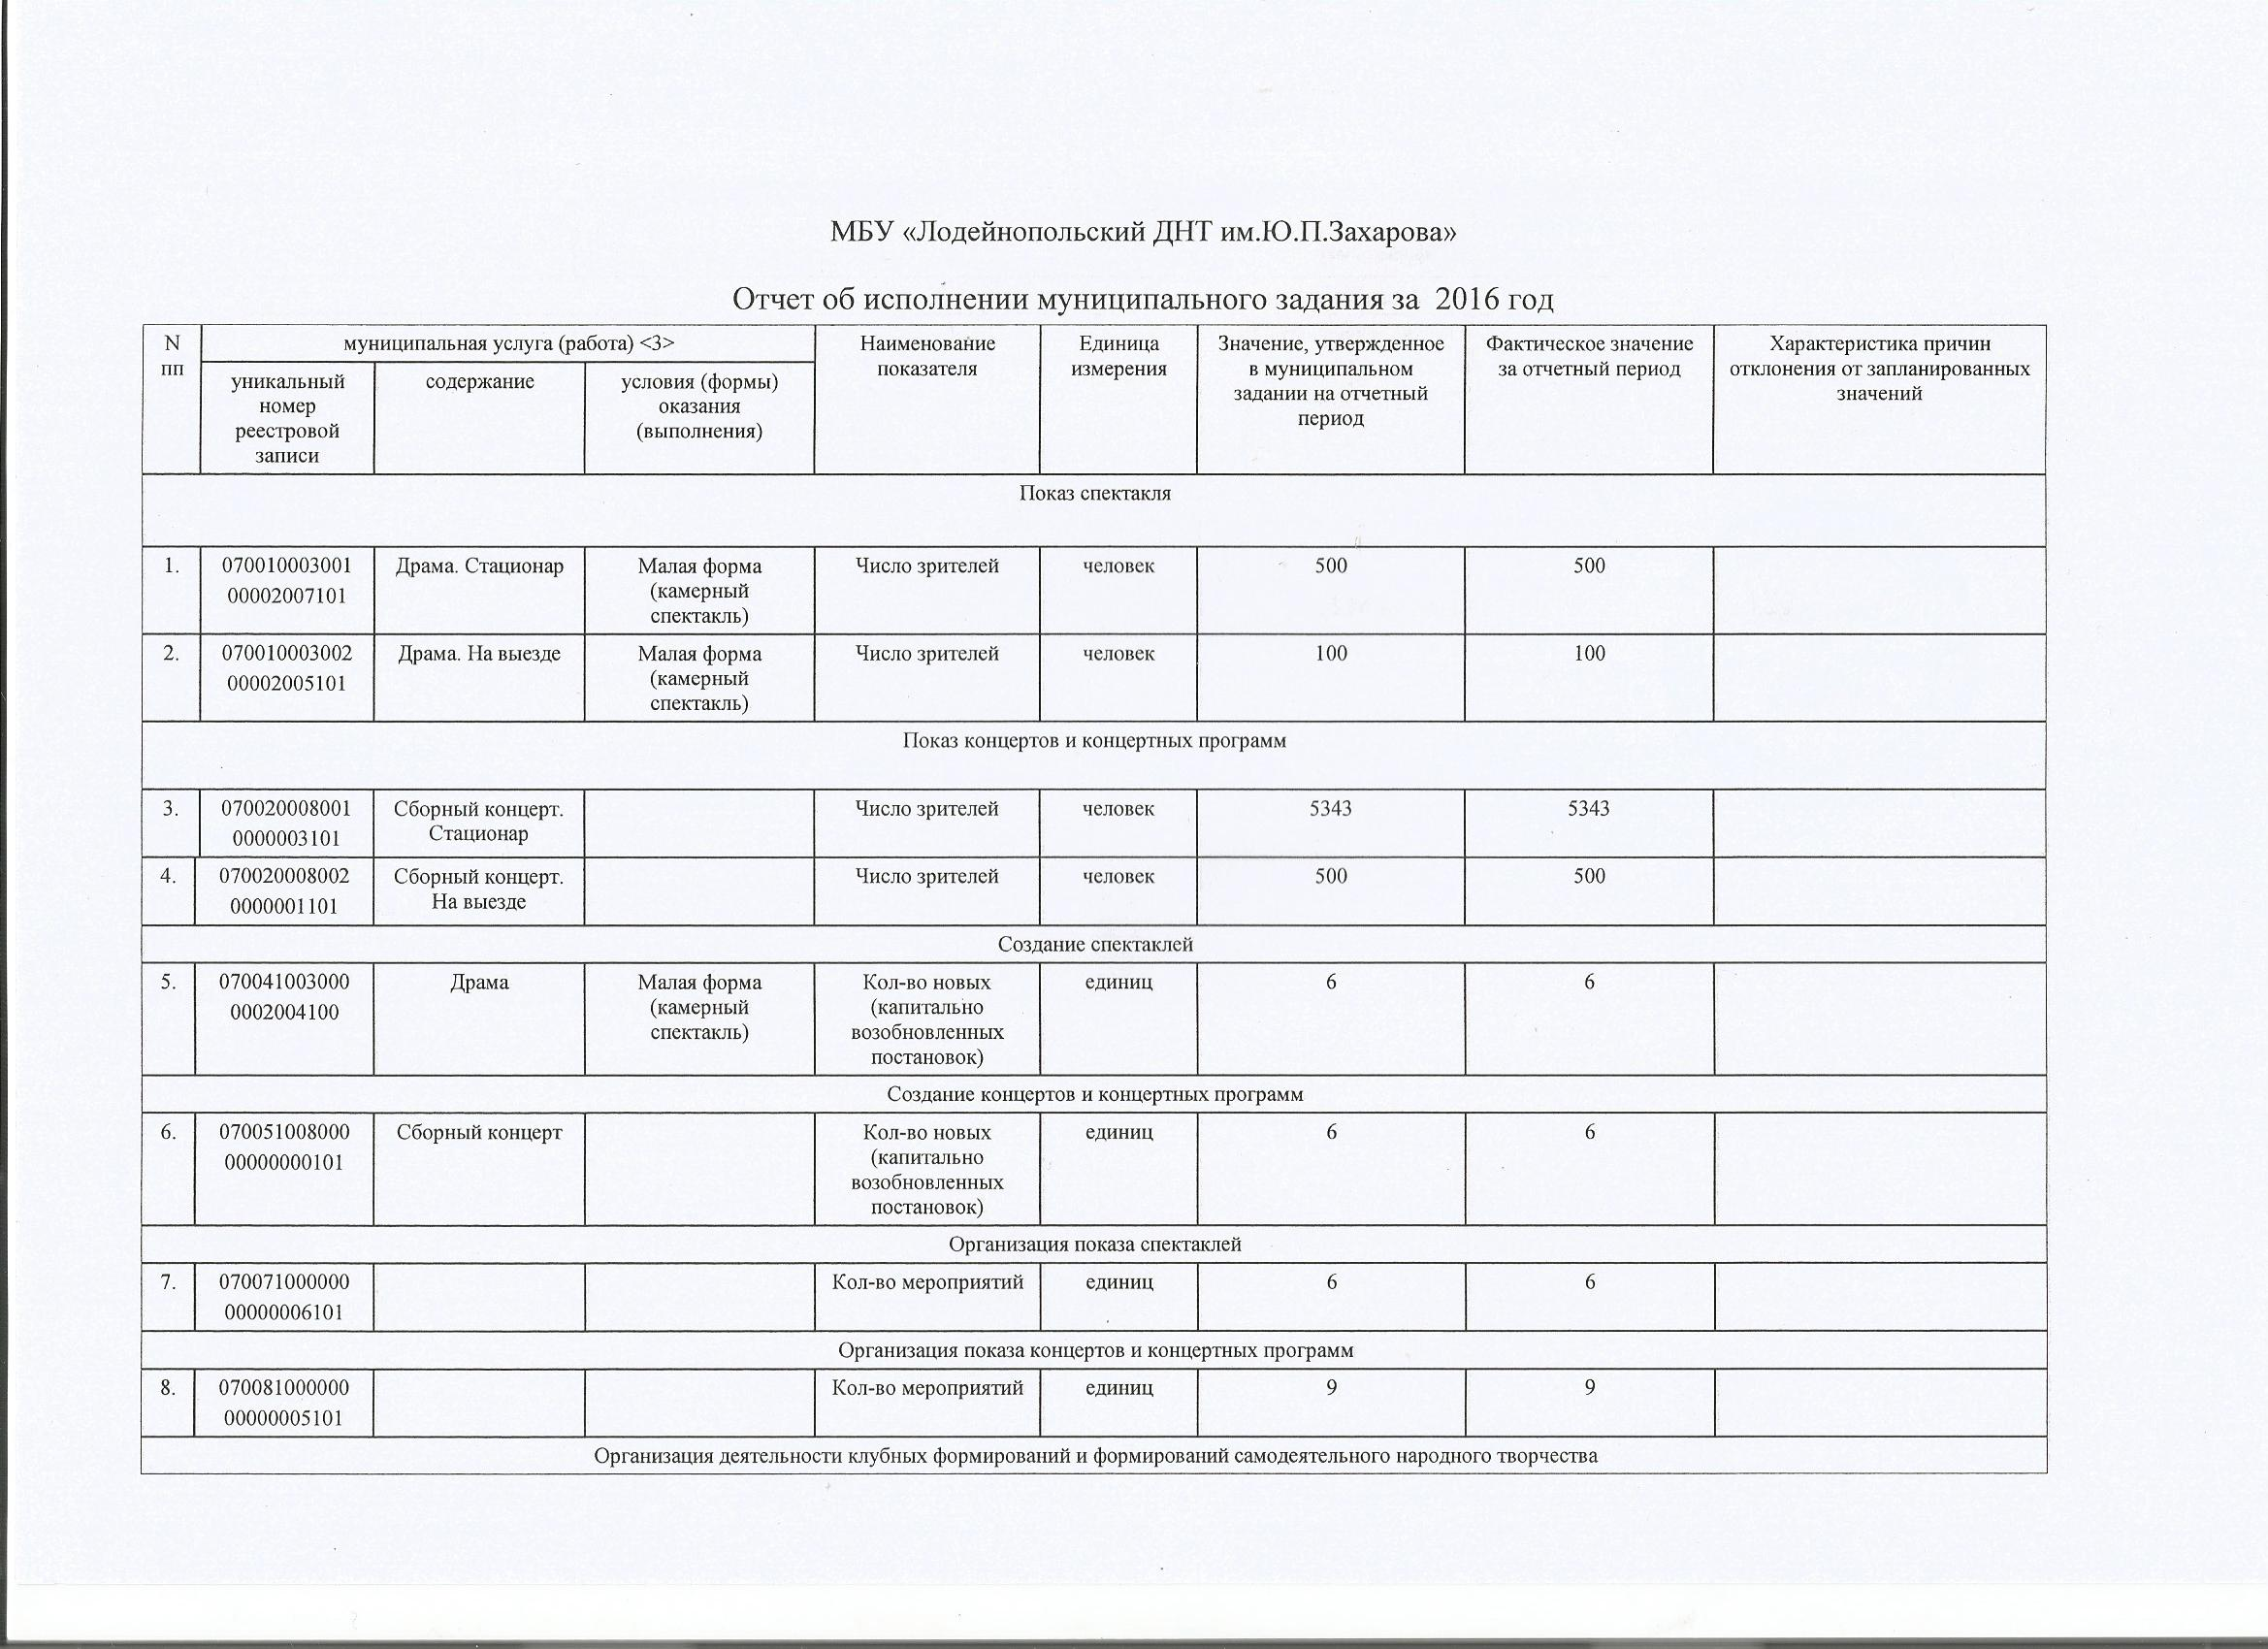 МБУ «Лодейнопольский ДНТ им.Ю.П.Захарова»
Отчет об исполнении муниципального задания за 2016 год
N пп
муниципальная услуга (работа) <3>
уникальный
номер
реестровой
записи
содержание
условия (формы)
оказания
(выполнения)
Наименование
показателя
Единица
измерения
Значение, утвержденное
в муниципальном
задании на отчетный
период
Фактическое значение
за отчетный период
Характеристика причин
отклонения от запланированных
значений
Показ спектакля
1.
070010003001
00002007101
Драма. Стационар
Малая форма
(камерный
спектакль)
Число зрителей
человек
500
500
2.
070010003002
00002005101
Драма. На выезде
Малая форма
(камерный
спектакль)
Число зрителей
человек
100
100
Показ концертов и концертных программ
3.
070020008001
0000003101
Сборный концерт.
Стационар
Число зрителей
человек
5343
5343
4.
070020008002
0000001101
Сборный концерт.
На выезде
Число зрителей
человек
500
500
Создание спектаклей
5.
070041003000
0002004100
Драма
Малая форма
(камерный
спектакль)
Кол-во новых
(капитально
возобновленных
постановок)
единиц
6
6
Создание концертов и концертных программ
6.
070051008000
00000000101
Сборный концерт
Кол-во новых
(капитально
возобновленных
постановок)
единиц
6
6
Организация показа спектаклей
7.
070071000000
00000006101
Кол-во мероприятий
единиц
6
6
Организация показа концертов и концертных программ
8.
070081000000
00000005101
Кол-во мероприятий
единиц
9
9
Организация деятельности клубных формирований и формирований самодеятельного народного творчества